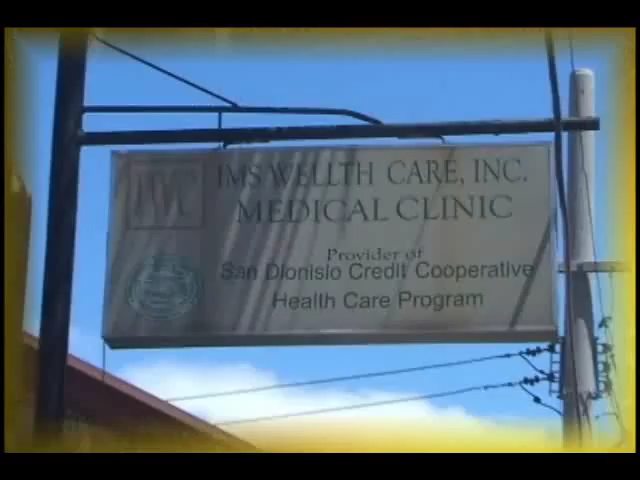 IMS WELLTH CARE, INC.
MEDICAL CLINIC
Provider of
San Dionisio Credit Cooperative
Health Care Program